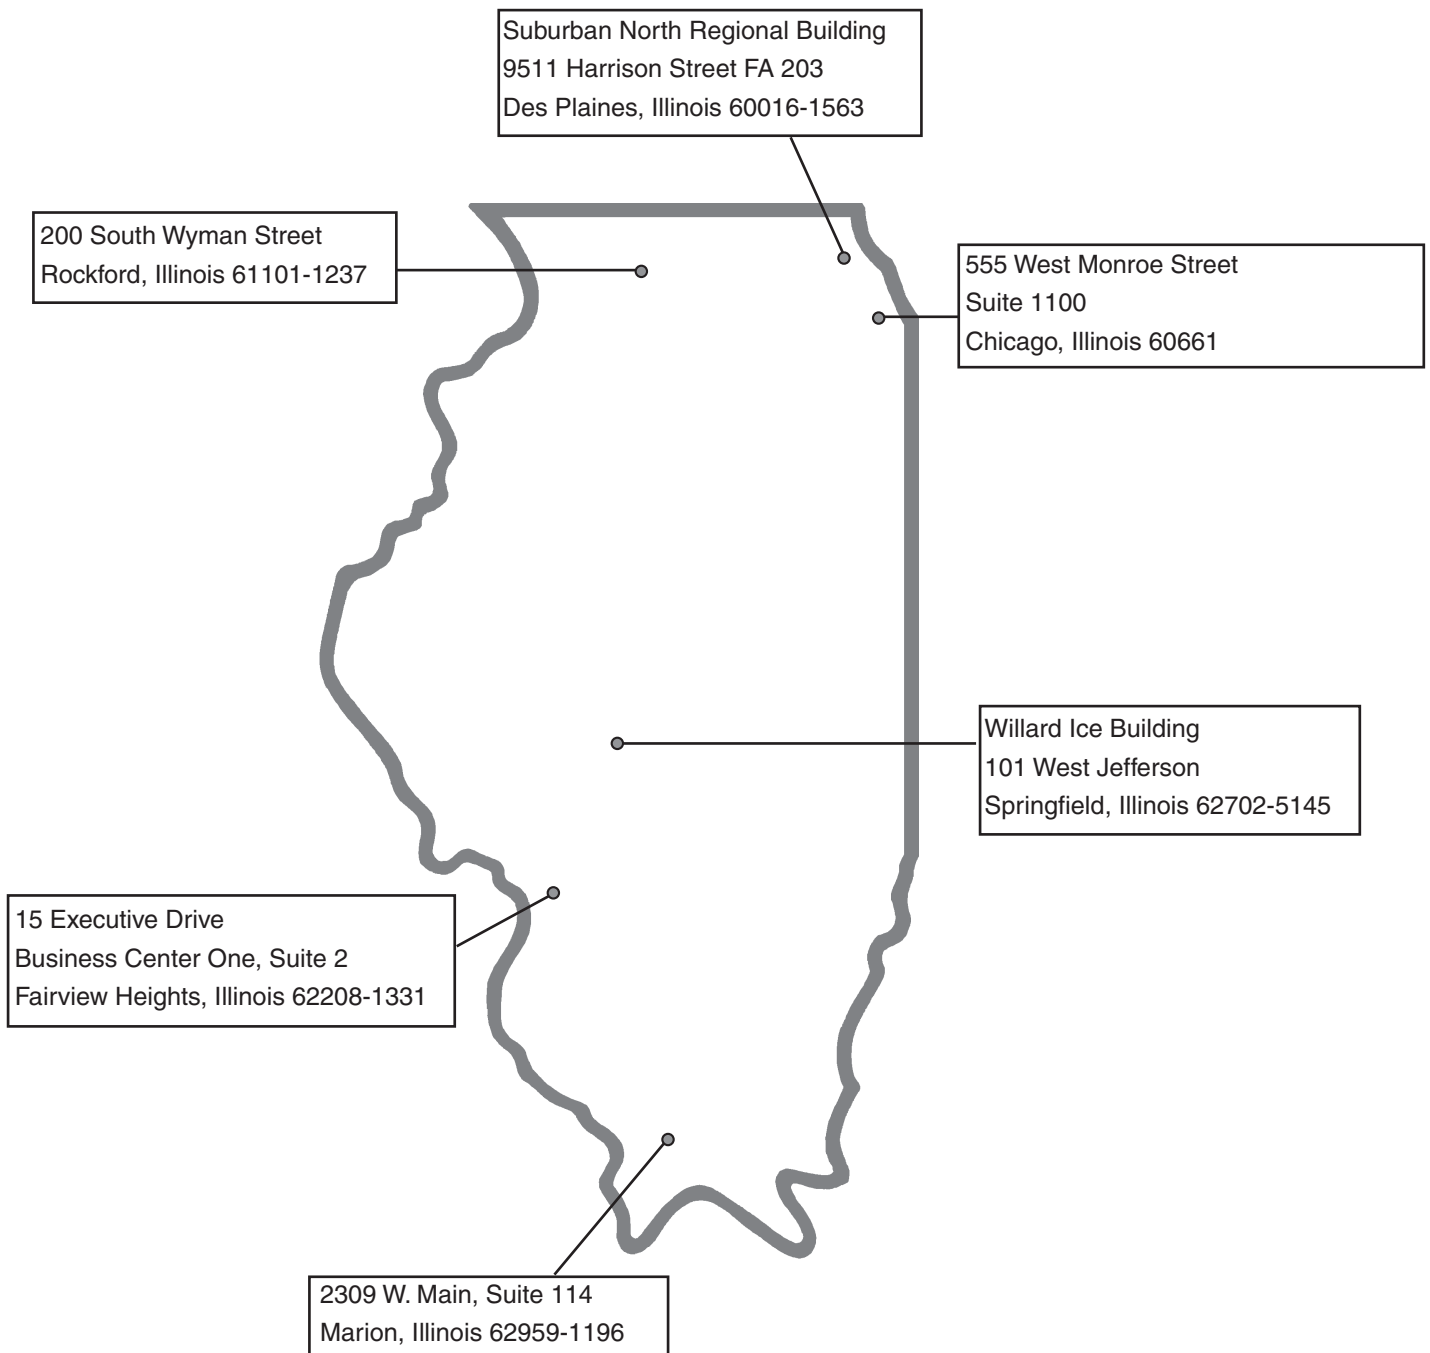 Suburban North Regional Building
9511 Harrison Street FA 203
Des Plaines, Illinois 60016-1563
200 South Wyman Street
Rockford, Illinois 61101-1237
555 West Monroe Street
Suite 1100
Chicago, Illinois 60661
Willard Ice Building
101 West Jefferson
Springfield, Illinois 62702-5145
15 Executive Drive
Business Center One, Suite 2
Fairview Heights, Illinois 62208-1331
2309 W. Main, Suite 114
Marion, Illinois 62959-1196